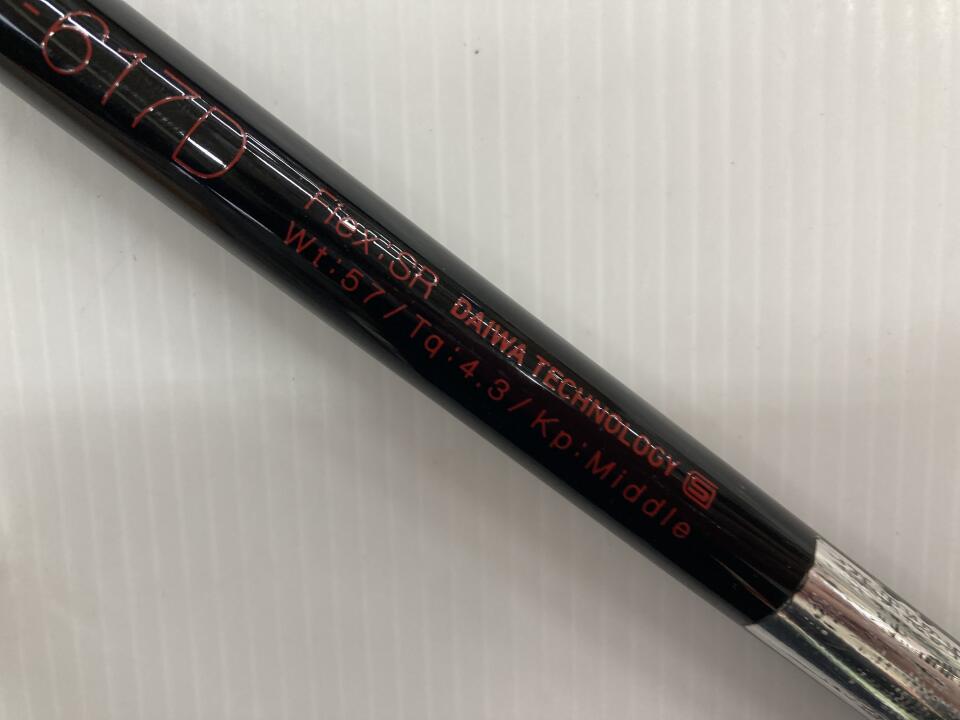 -617D
Flex:SR DAIWA TECHNOLOGY
Wt:57/Tq:4.3/Kp:Middle